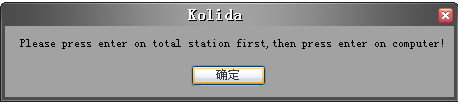 Kolida
Please press enter on total station first,then press enter on computer!
确定